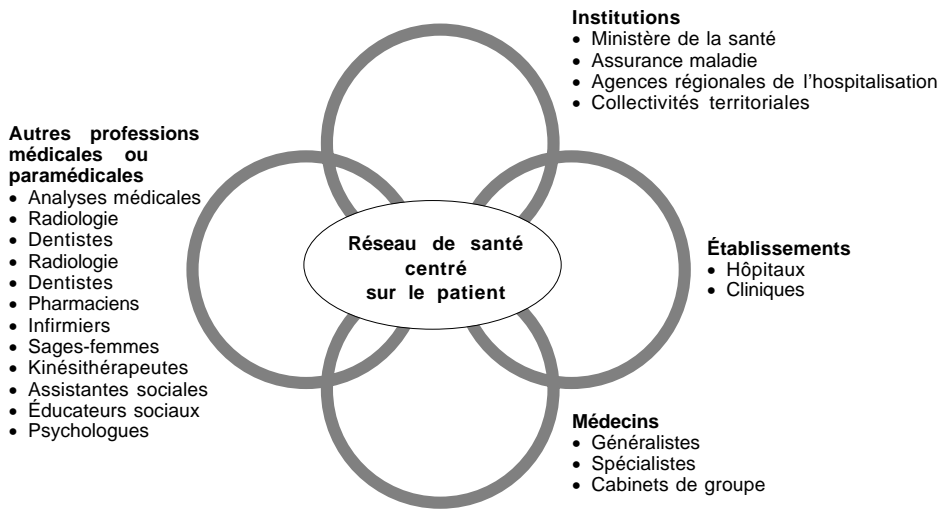 Institutions
• Ministère de la santé
• Assurance maladie
• Agences régionales de l'hospitalisation
• Collectivités territoriales
Autres professions
médicales ou
paramédicales
• Analyses médicales
• Radiologie
• Dentistes
• Radiologie
• Dentistes
• Pharmaciens
• Infirmiers
• Sages-femmes
• Kinésithérapeutes
• Assistantes sociales
• Éducateurs sociaux
• Psychologues
Réseau de santé
centré
sur le patient
Établissements
• Hôpitaux
• Cliniques
Médecins
• Généralistes
• Spécialistes
• Cabinets de groupe